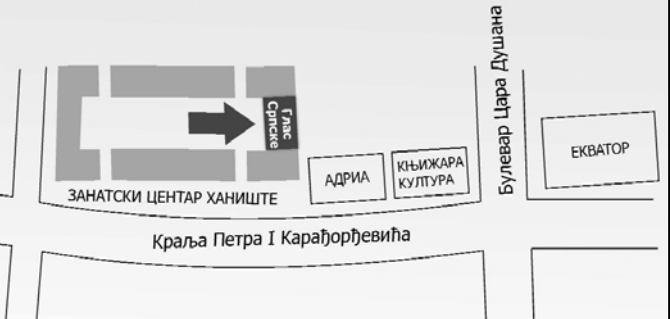 Булевар Цара Душана
Глас
Српске
ЕКВАТОР
КЊИЖАРА
КУЛТУРА
АДРИА
ЗАНАТСКИ ЦЕНТАР ХАНИШТЕ
Краља Петра I Карађорђевића